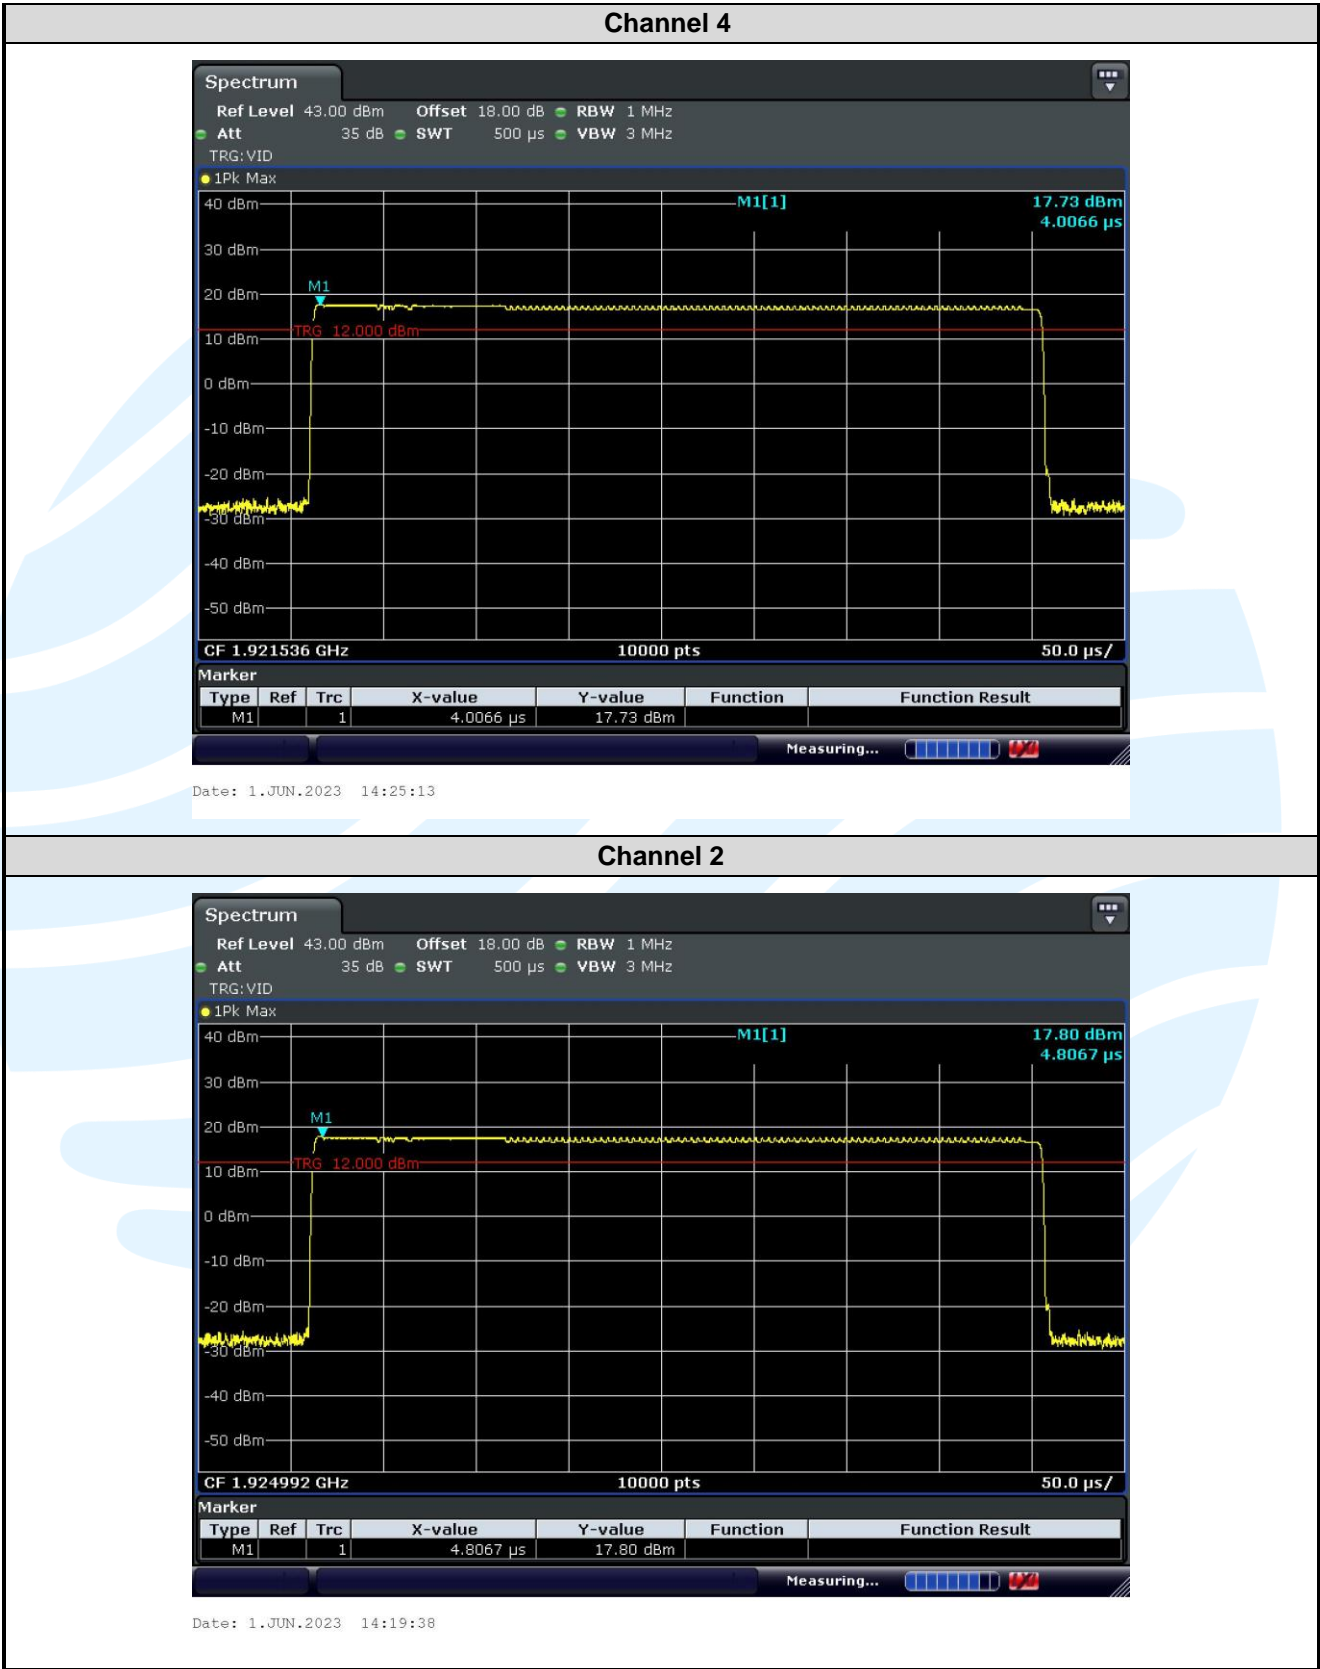 Channel 4
Spectrum
Ref Level 43.00 dBm Offset 18.00 dB RBW 1 MHz
Att 35 dB SWT 500 µs VBW 3 MHz
TRG:VID
1Pk Max
40 dBm M1[1] 17.73 dBm
4.0066 µs
30 dBm
M1
20 dBm
TRG 12.000 dBm
10 dBm
0 dBm
-10 dBm
-20 dBm
-30 dBm
-40 dBm
-50 dBm
CF 1.921536 GHz 10000 pts 50.0 µs/
Marker
Type Ref Trc X-value Y-value Function Function Result
M1 1 4.0066 µs 17.73 dBm
Measuring...
Date: 1.JUN.2023 14:25:13
Channel 2
Spectrum
Ref Level 43.00 dBm Offset 18.00 dB RBW 1 MHz
Att 35 dB SWT 500 µs VBW 3 MHz
TRG:VID
1Pk Max
40 dBm M1[1] 17.80 dBm
4.8067 µs
30 dBm
M1
20 dBm
TRG 12.000 dBm
10 dBm
0 dBm
-10 dBm
-20 dBm
-30 dBm
-40 dBm
-50 dBm
CF 1.924992 GHz 10000 pts 50.0 µs/
Marker
Type Ref Trc X-value Y-value Function Function Result
M1 1 4.8067 µs 17.80 dBm
Measuring...
Date: 1.JUN.2023 14:19:38